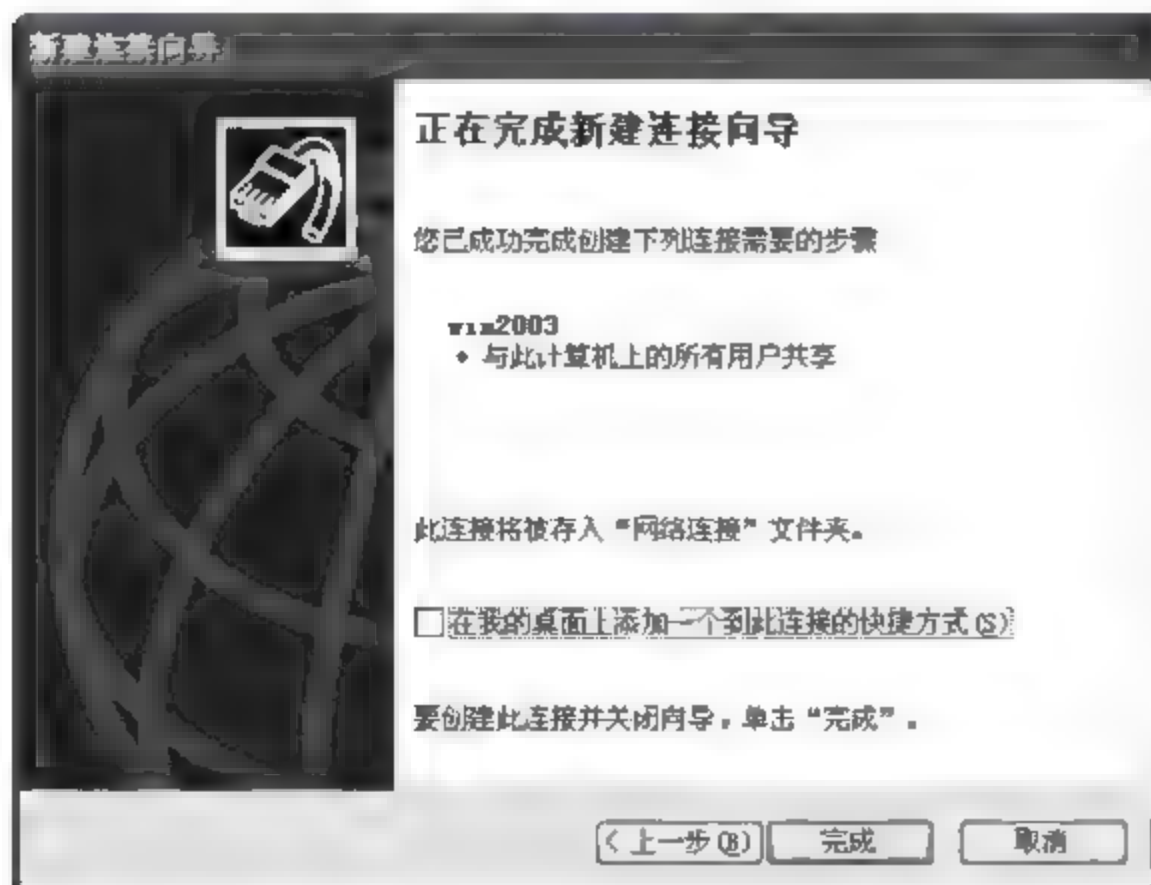 新建连接向导
正在完成新建连接向导
您已成功完成创建下列连接需要的步骤
win2003
• 与此计算机上的所有用户共享
此连接将被存入“网络连接”文件夹。
在我的桌面上添加一个到此连接的快捷方式(S)
要创建此连接并关闭向导，单击“完成”。
< 上一步(B) 完成 取消